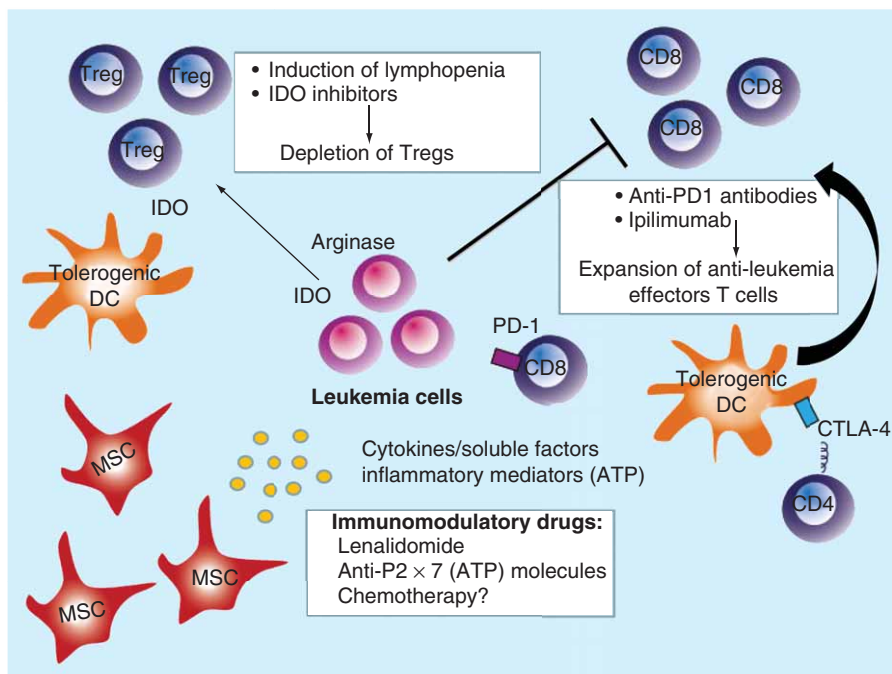 Treg
Treg
Treg
• Induction of lymphopenia
• IDO inhibitors
Depletion of Tregs
CD8
CD8
CD8
• Anti-PD1 antibodies
• Ipilimumab
Expansion of anti-leukemia
effectors T cells
IDO
Tolerogenic
DC
Arginase
IDO
Leukemia cells
PD-1
CD8
Tolerogenic
DC
CTLA-4
CD4
MSC
MSC
MSC
Cytokines/soluble factors
inflammatory mediators (ATP)
Immunomodulatory drugs:
Lenalidomide
Anti-P2 × 7 (ATP) molecules
Chemotherapy?